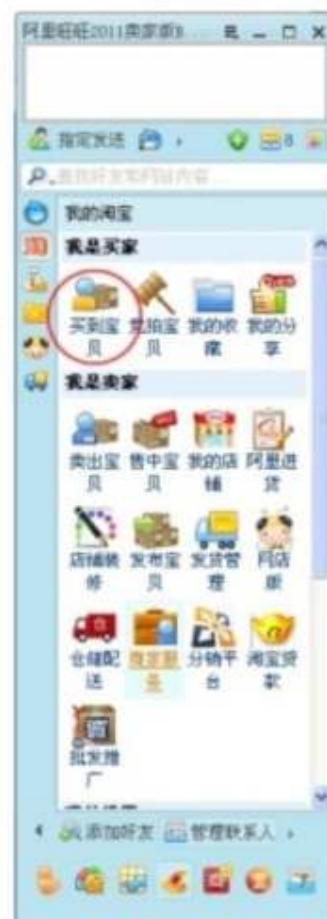 阿里旺旺2011卖家版B
指定发送
8
我的淘宝
淘
我是买家
买到宝 竞拍宝 我的收 我的分
贝 贝 藏 享
我是卖家
卖出宝 售中宝 我的店 阿里进
贝 贝 铺 货
店铺装 发布宝 发货管 网店
修 贝 理 版
仓储配 分销平 淘宝贷
送 台 款
批发推
广
添加好友 管理联系人